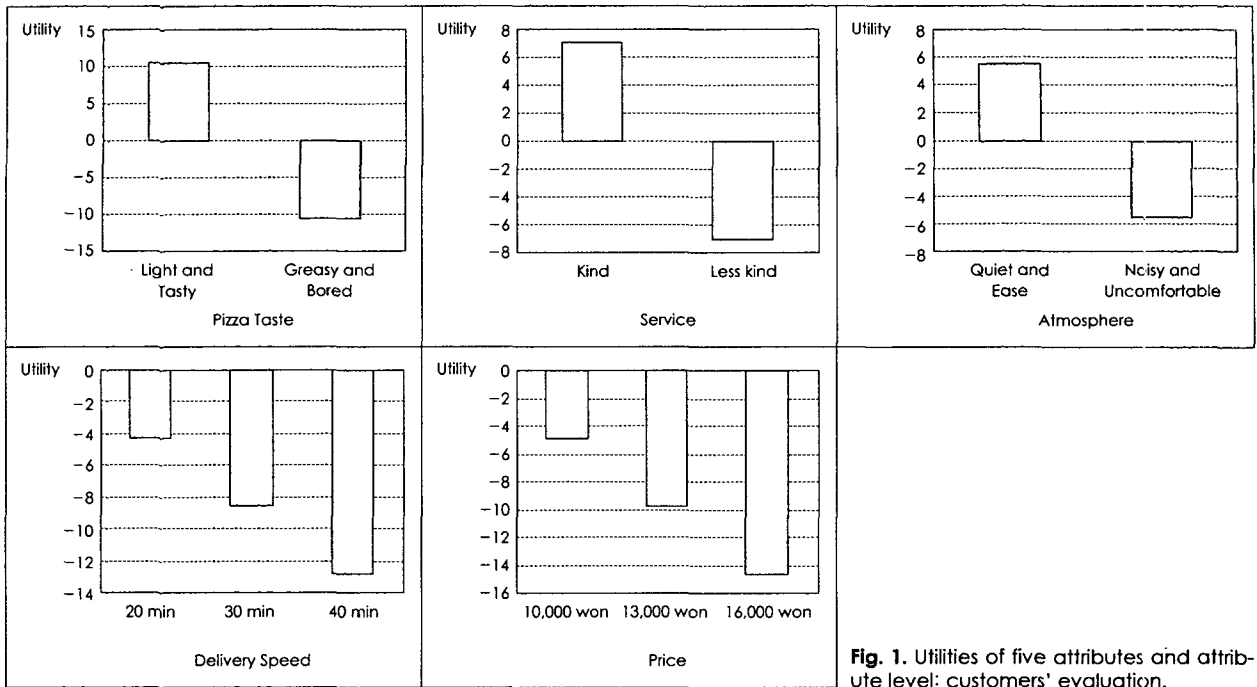 Utility
15
10
5
0
−5
−10
−15
Light and
Tasty
Greasy and
Bored
Pizza Taste
Utility
8
6
4
2
0
−2
−4
−6
−8
Kind
Less kind
Service
Utility
8
6
4
2
0
−2
−4
−6
−8
Quiet and
Ease
Noisy and
Uncomfortable
Atmosphere
Utility
0
−2
−4
−6
−8
−10
−12
−14
20 min
30 min
40 min
Delivery Speed
Utility
0
−2
−4
−6
−8
−10
−12
−14
−16
10,000 won
13,000 won
16,000 won
Price
Fig. 1. Utilities of five attributes and attrib-
ute level: customers' evaluation.